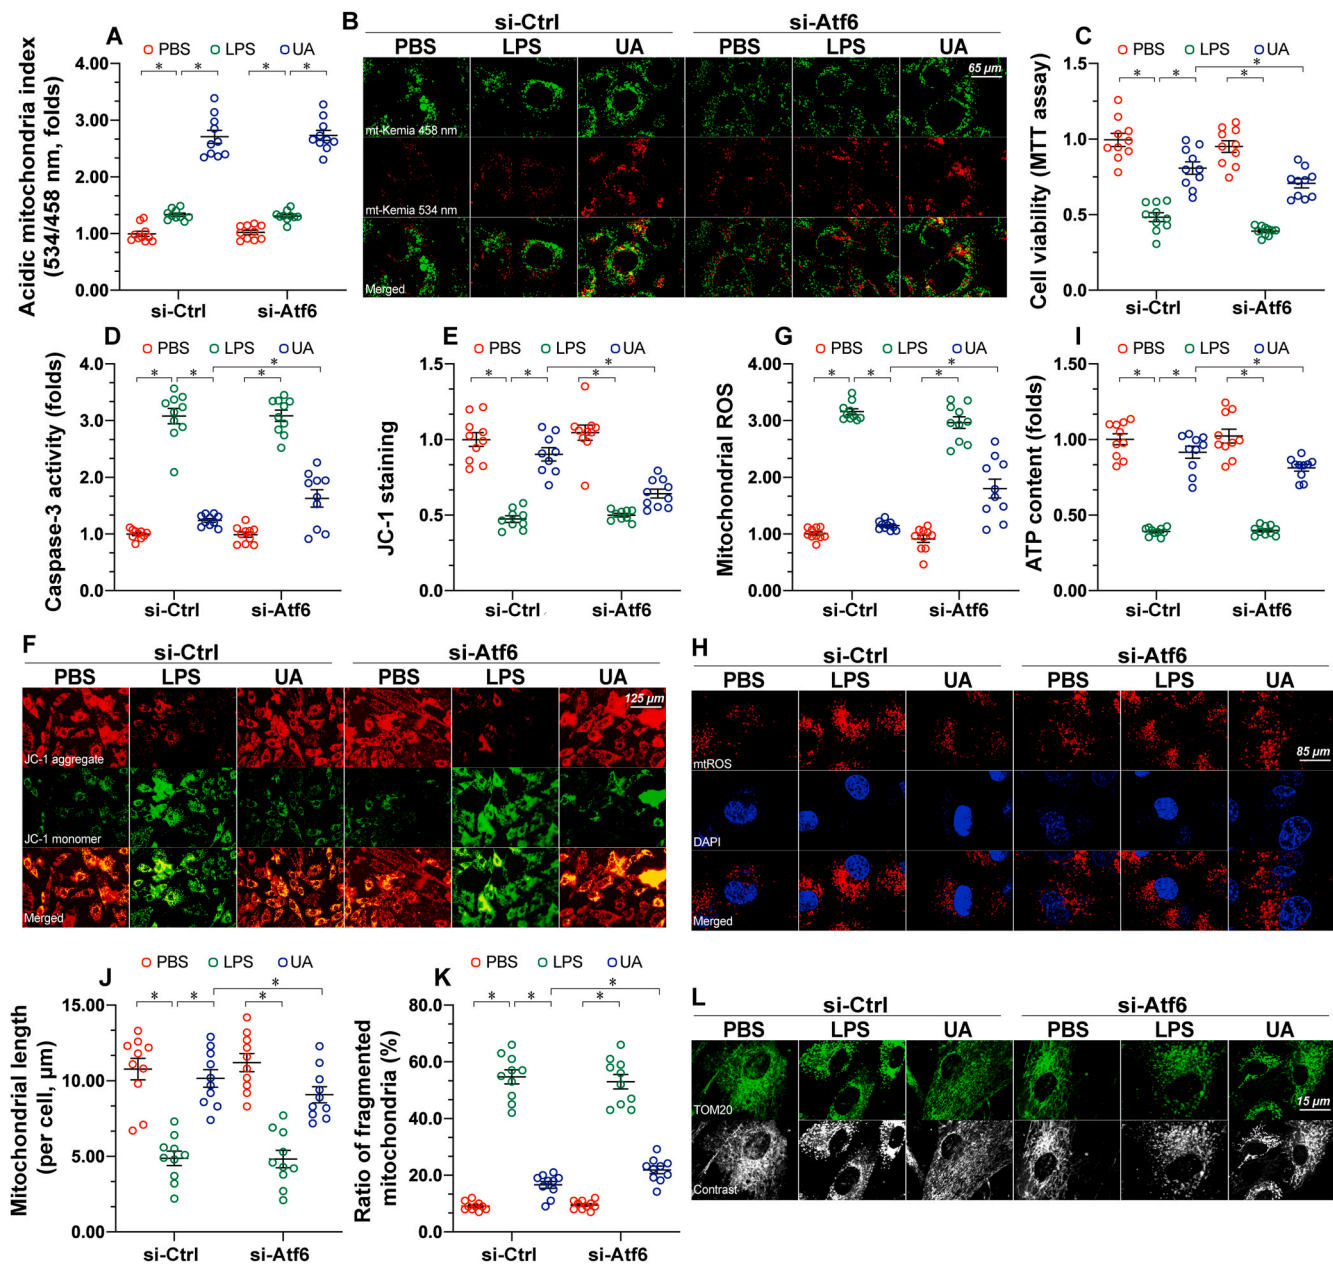 A
PBS LPS UA
Acidic mitochondria index
(534/458 nm, folds)
4.00
3.00
2.00
1.00
0.00
* * * *
si-Ctrl si-Atf6
B
si-Ctrl si-Atf6
PBS LPS UA PBS LPS UA
65 µm
mt-Kemia 458 nm
mt-Kemia 534 nm
Merged
C
PBS LPS UA
Cell viability (MTT assay)
1.5
1.0
0.5
0.0
* * * *
si-Ctrl si-Atf6
D
PBS LPS UA
Caspase-3 activity (folds)
4.0
3.0
2.0
1.0
0.0
* * * *
si-Ctrl si-Atf6
E
PBS LPS UA
JC-1 staining
1.5
1.0
0.5
0.0
* * * *
si-Ctrl si-Atf6
G
PBS LPS UA
Mitochondrial ROS
4.00
3.00
2.00
1.00
0.00
* * * *
si-Ctrl si-Atf6
I
PBS LPS UA
ATP content (folds)
1.50
1.00
0.50
0.00
* * * *
si-Ctrl si-Atf6
F
si-Ctrl si-Atf6
PBS LPS UA PBS LPS UA
125 µm
JC-1 aggregate
JC-1 monomer
Merged
H
si-Ctrl si-Atf6
PBS LPS UA PBS LPS UA
mtROS
85 µm
DAPI
Merged
J
PBS LPS UA
Mitochondrial length
(per cell, µm)
15.00
10.00
5.00
0.00
* * * *
si-Ctrl si-Atf6
K
PBS LPS UA
Ratio of fragmented
mitochondria (%)
80.0
60.0
40.0
20.0
0.0
* * * *
si-Ctrl si-Atf6
L
si-Ctrl si-Atf6
PBS LPS UA PBS LPS UA
TOM20
15 µm
Contrast